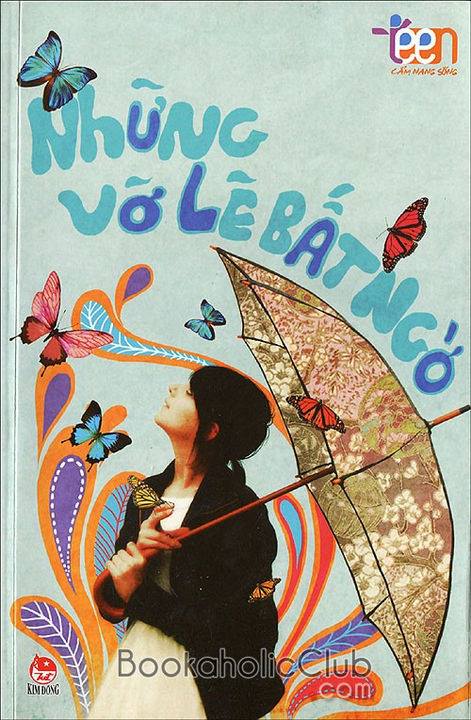 teen
CẨM NANG SỐNG
NHỮNG
VỠ LẼ BẤT NGỜ
KIM ĐỒNG
BookaholicClub
.com